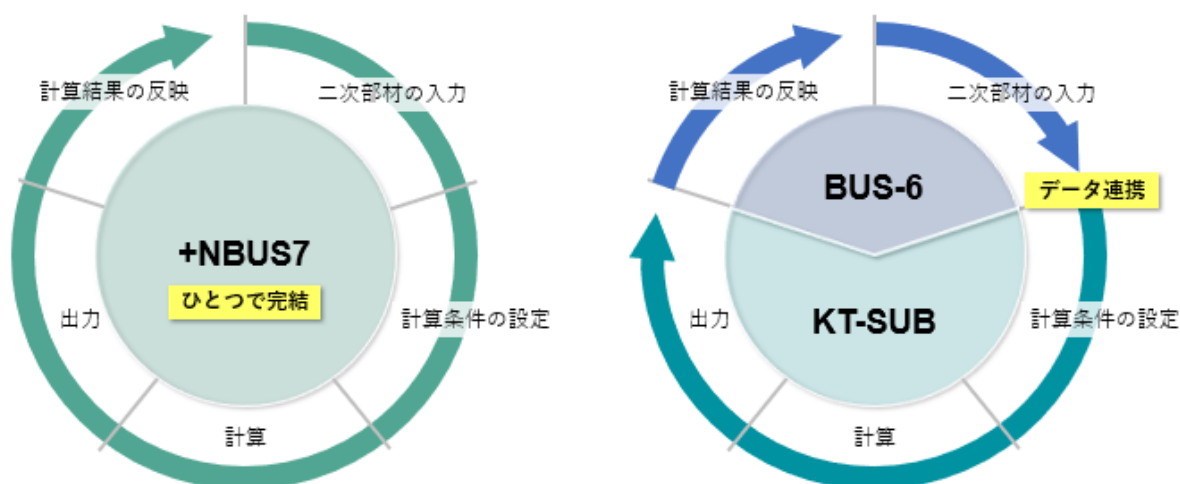 計算結果の反映
二次部材の入力
+NBUS7
ひとつで完結
出力
計算条件の設定
計算
計算結果の反映
二次部材の入力
BUS-6
データ連携
KT-SUB
出力
計算条件の設定
計算